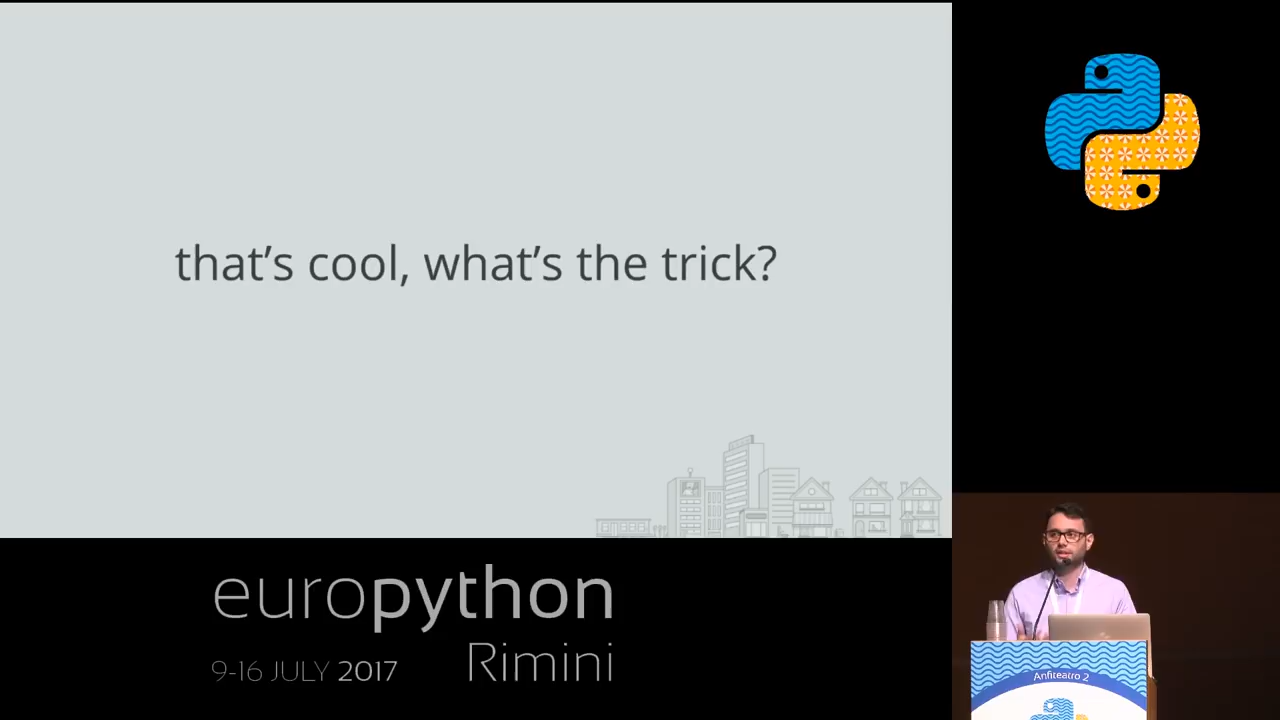 that's cool, what's the trick?
europython
9-16 JULY 2017
Rimini
Anfiteatro 2